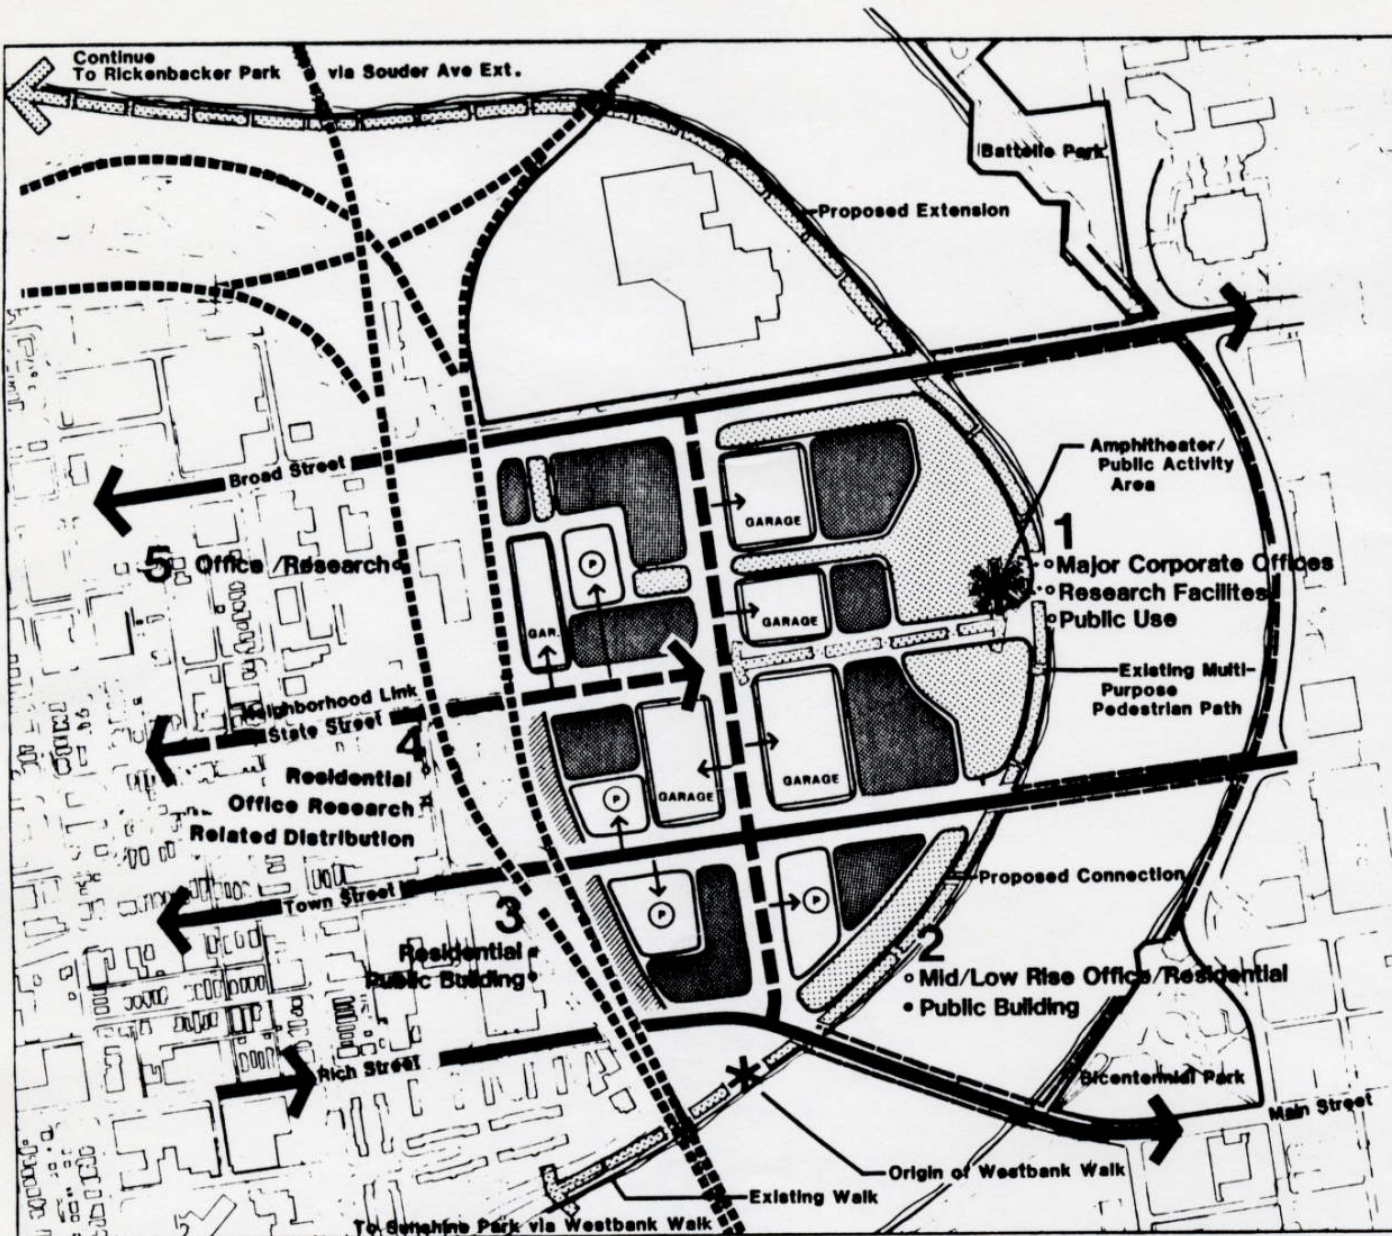 Continue
To Rickenbacker Park via Souder Ave Ext.
Battelle Park
Proposed Extension
Broad Street
Amphitheater/
Public Activity
Area
GARAGE
1
5 Office /Research
P
Major Corporate Offices
Research Facilites
Public Use
GARAGE
GAR.
Existing Multi-
Purpose
Pedestrian Path
Neighborhood Link
State Street
4
Residential
Office Research
Related Distribution
P
GARAGE
GARAGE
Town Street
3
Residential
Public Building
P
P
Proposed Connection
2
Mid/Low Rise Office/Residential
Public Building
Rich Street
Bicentennial Park
Main Street
Origin of Westbank Walk
Existing Walk
To Sunshine Park via Westbank Walk